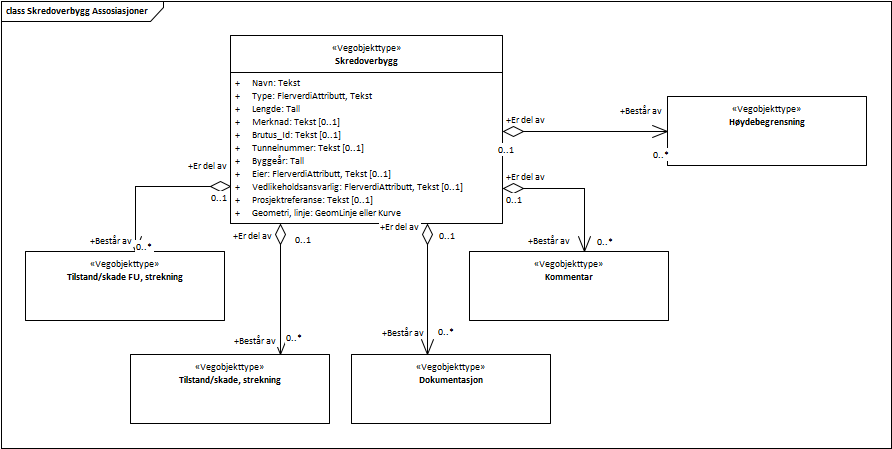 class Skredoverbygg Assosiasjoner
«Vegobjekttype»
Skredoverbygg
+ Navn: Tekst
+ Type: FlerverdiAttributt, Tekst
+ Lengde: Tall
+ Merknad: Tekst [0..1]
+ Brutus_Id: Tekst [0..1]
+ Tunnelnummer: Tekst [0..1]
+ Byggeår: Tall
+ Eier: FlerverdiAttributt, Tekst [0..1]
+ Vedlikeholdsansvarlig: FlerverdiAttributt, Tekst [0..1]
+ Prosjektreferanse: Tekst [0..1]
+ Geometri, linje: GeomLinje eller Kurve
+Er del av
0..1
+Består av
0..*
«Vegobjekttype»
Høydebegrensning
+Er del av
0..1
+Består av
0..*
«Vegobjekttype»
Kommentar
+Er del av
0..1
+Består av
0..*
«Vegobjekttype»
Tilstand/skade FU, strekning
+Er del av
0..1
+Består av
0..*
«Vegobjekttype»
Tilstand/skade, strekning
+Er del av
0..1
+Består av
0..*
«Vegobjekttype»
Dokumentasjon